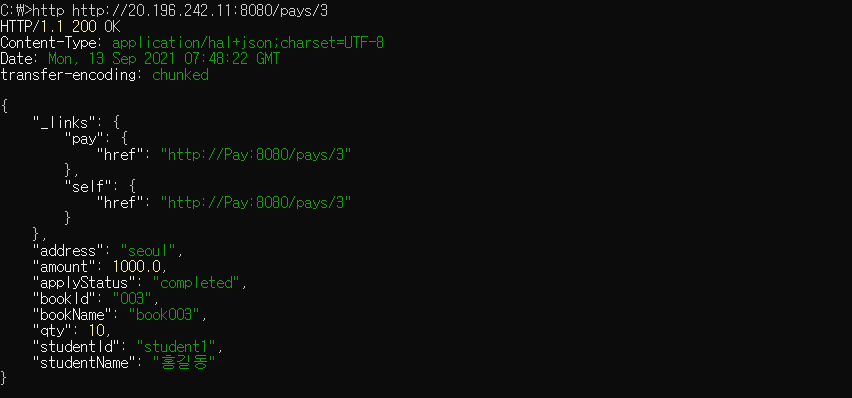 C:₩>http http://20.196.242.11:8080/pays/3
HTTP/1.1 200 OK
Content-Type: application/hal+json;charset=UTF-8
Date: Mon, 13 Sep 2021 07:48:22 GMT
transfer-encoding: chunked
{
    "_links": {
        "pay": {
            "href": "http://Pay:8080/pays/3"
        },
        "self": {
            "href": "http://Pay:8080/pays/3"
        }
    },
    "address": "seoul",
    "amount": 1000.0,
    "applyStatus": "completed",
    "bookId": "003",
    "bookName": "book003",
    "qty": 10,
    "studentId": "student1",
    "studentName": "홍길동"
}